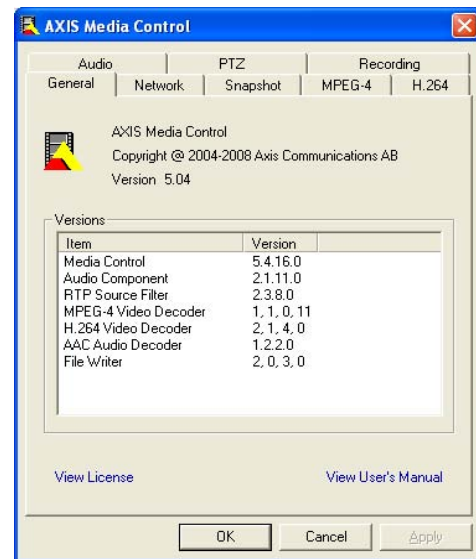 AXIS Media Control
Audio PTZ Recording
General Network Snapshot MPEG-4 H.264
AXIS Media Control
Copyright @ 2004-2008 Axis Communications AB
Version 5.04
Versions
Item Version
Media Control 5.4.16.0
Audio Component 2.1.11.0
RTP Source Filter 2.3.8.0
MPEG-4 Video Decoder 1, 1, 0, 11
H.264 Video Decoder 2, 1, 4, 0
AAC Audio Decoder 1.2.2.0
File Writer 2, 0, 3, 0
View License View User's Manual
OK Cancel Apply